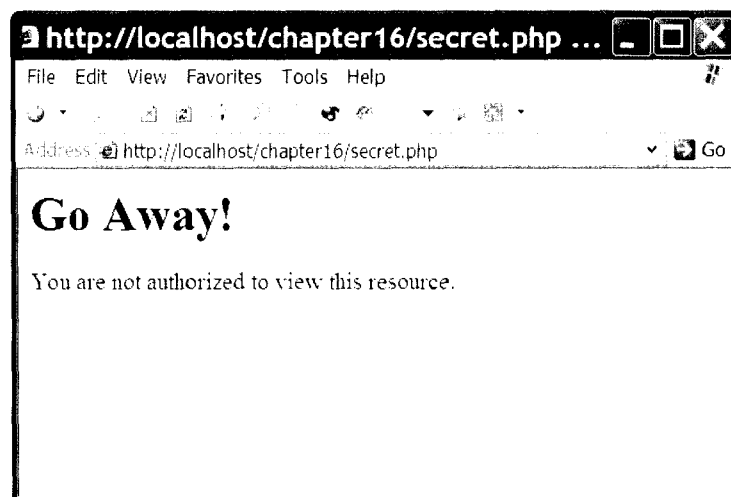 http://localhost/chapter16/secret.php ...
File Edit View Favorites Tools Help
Address http://localhost/chapter16/secret.php Go
Go Away!
You are not authorized to view this resource.